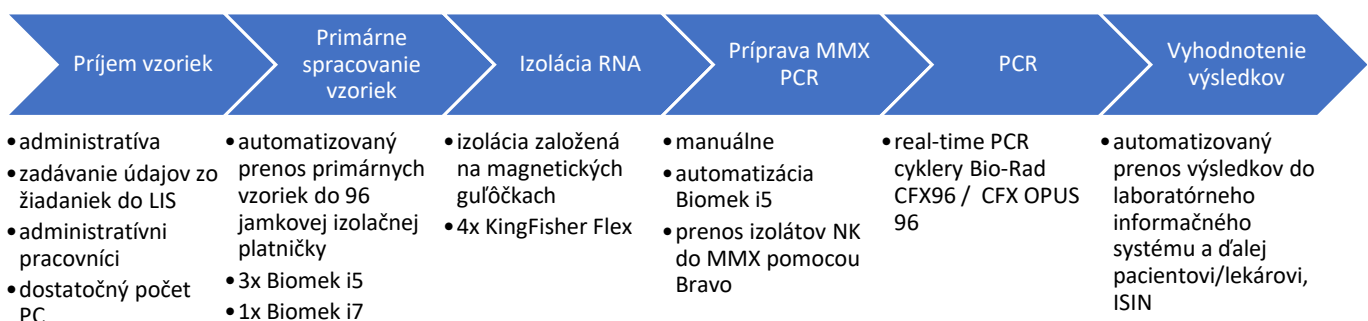 Príjem vzoriek
Primárne
spracovanie
vzoriek
Izolácia RNA
Príprava MMX
PCR
PCR
Vyhodnotenie
výsledkov
•administratíva
•zadávanie údajov zo
žiadaniek do LIS
•administratívni
pracovníci
•dostatočný počet
PC
•automatizovaný
prenos primárnych
vzoriek do 96
jamkovej izolačnej
platničky
•3x Biomek i5
•1x Biomek i7
•izolácia založená
na magnetických
guľôčkach
•4x KingFisher Flex
•manuálne
•automatizácia
Biomek i5
•prenos izolátov NK
do MMX pomocou
Bravo
•real-time PCR
cyklery Bio-Rad
CFX96 / CFX OPUS
96
•automatizovaný
prenos výsledkov do
laboratórneho
informačného
systému a ďalej
pacientovi/lekárovi,
ISIN